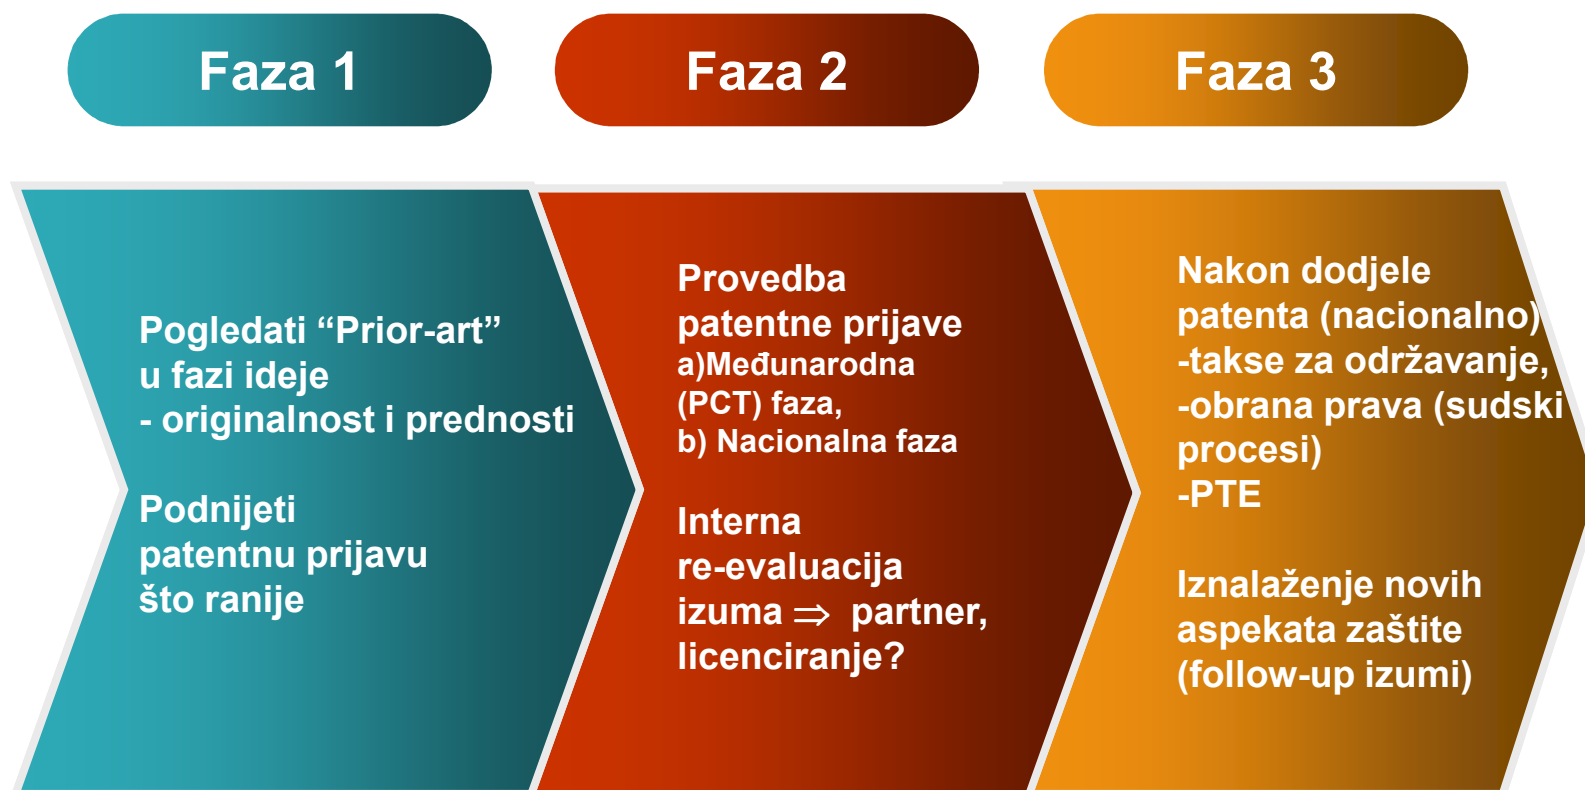 Faza 1
Faza 2
Faza 3
Pogledati “Prior-art”
u fazi ideje
- originalnost i prednosti
Podnijeti
patentnu prijavu
što ranije
Provedba
patentne prijave
a)Međunarodna
(PCT) faza,
b) Nacionalna faza
Interna
re-evaluacija
izuma ⇒ partner,
licenciranje?
Nakon dodjele
patenta (nacionalno)
-takse za održavanje,
-obrana prava (sudski
procesi)
-PTE
Iznalaženje novih
aspekata zaštite
(follow-up izumi)